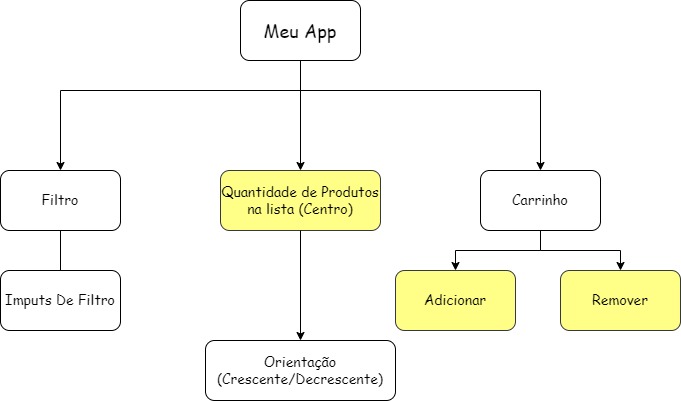 Meu App
Filtro
Quantidade de Produtos
na lista (Centro)
Carrinho
Imputs De Filtro
Adicionar
Remover
Orientação
(Crescente/Decrescente)